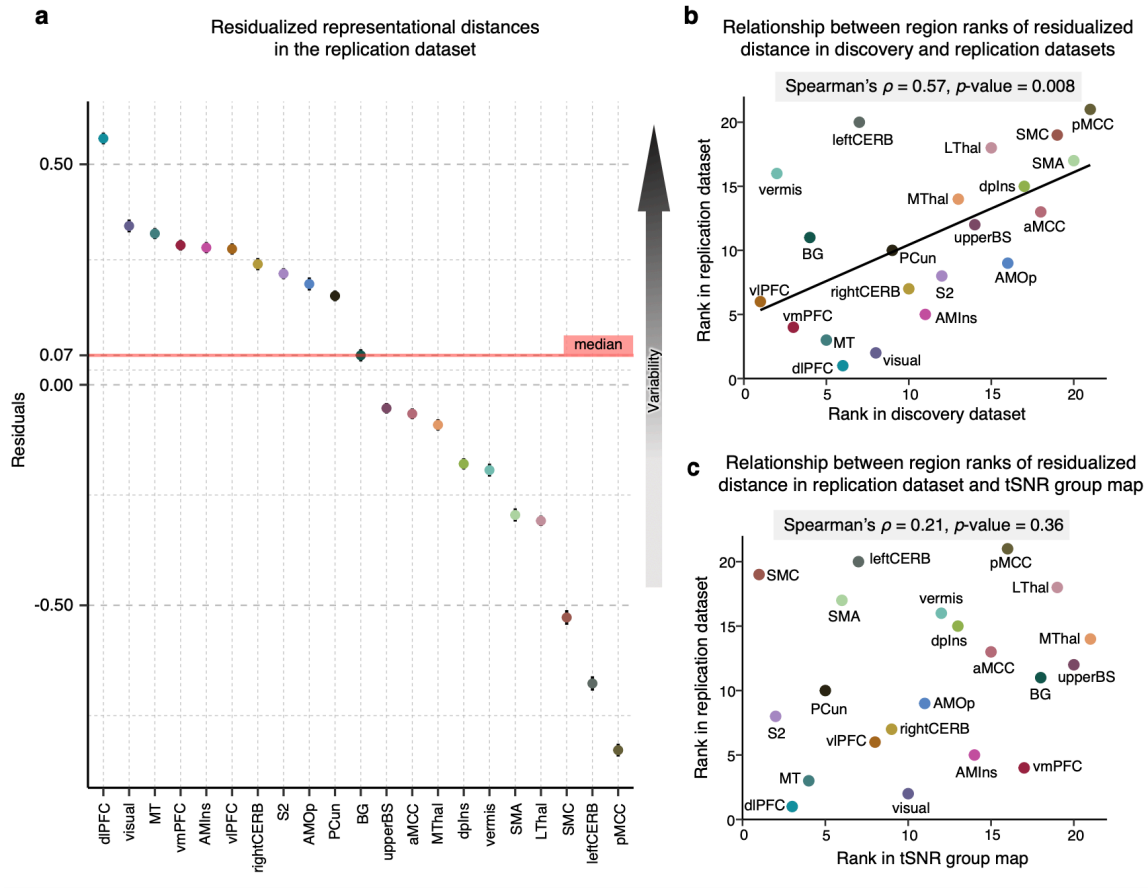 a
Residualized representational distances
in the replication dataset
Residuals
0.50
0.07
0.00
-0.50
median
Variability
dlPFC
visual
MT
vmPFC
AMIns
vlPFC
rightCERB
S2
AMOp
PCun
BG
upperBS
aMCC
MThal
dpIns
vermis
SMA
LThal
SMC
leftCERB
pMCC
b
Relationship between region ranks of residualized
distance in discovery and replication datasets
Spearman's ρ = 0.57, p-value = 0.008
Rank in replication dataset
20
15
10
5
0
leftCERB
pMCC
SMC
LThal
SMA
vermis
dpIns
MThal
aMCC
upperBS
BG
PCun
AMOp
vlPFC
rightCERB
S2
vmPFC
AMIns
MT
visual
dlPFC
0
5
10
15
20
Rank in discovery dataset
c
Relationship between region ranks of residualized
distance in replication dataset and tSNR group map
Spearman's ρ = 0.21, p-value = 0.36
Rank in replication dataset
20
15
10
5
0
leftCERB
pMCC
SMC
LThal
SMA
vermis
dpIns
MThal
aMCC
upperBS
BG
PCun
AMOp
S2
rightCERB
vlPFC
AMIns
vmPFC
MT
dlPFC
visual
0
5
10
15
20
Rank in tSNR group map